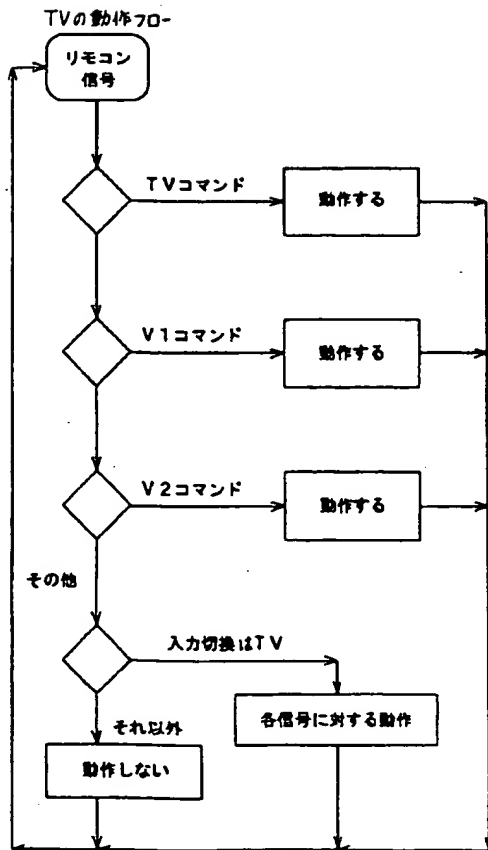 TVの動作フロー
リモコン
信号
TVコマンド
動作する
V1コマンド
動作する
V2コマンド
動作する
その他
入力切換はTV
各信号に対する動作
それ以外
動作しない